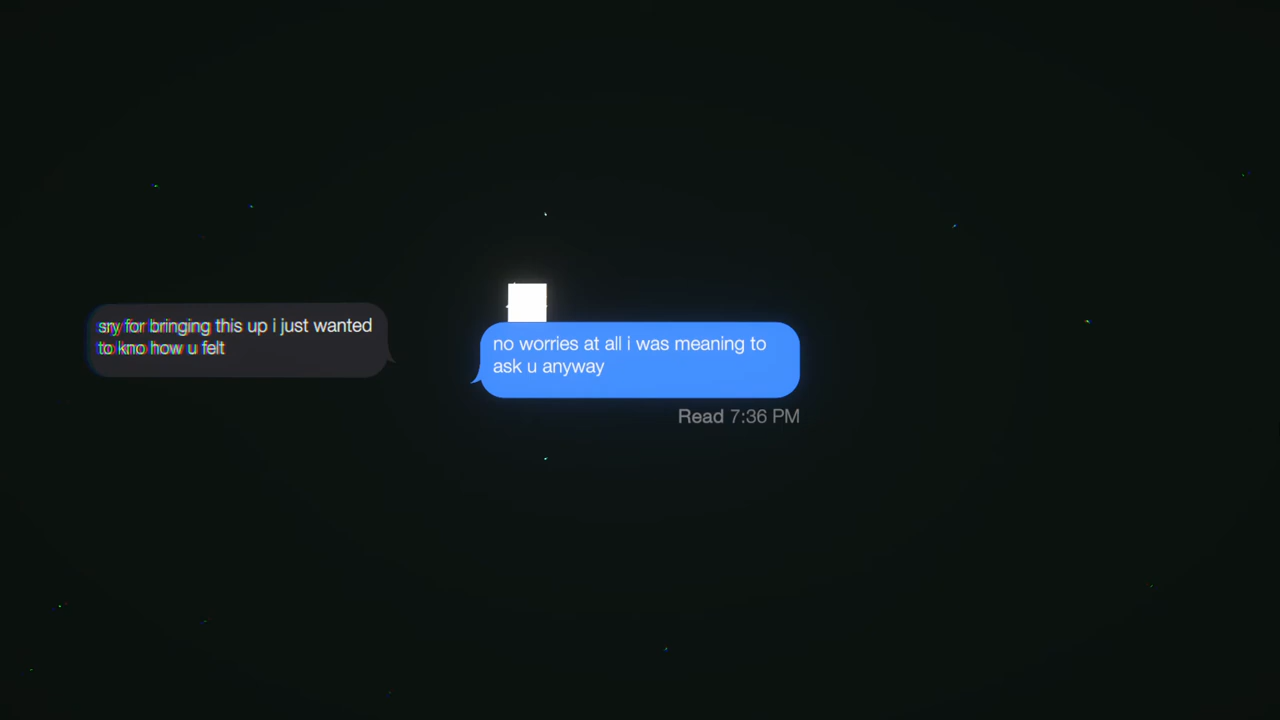 sry for bringing this up i just wanted
to kno how u felt
no worries at all i was meaning to
ask u anyway
Read 7:36 PM